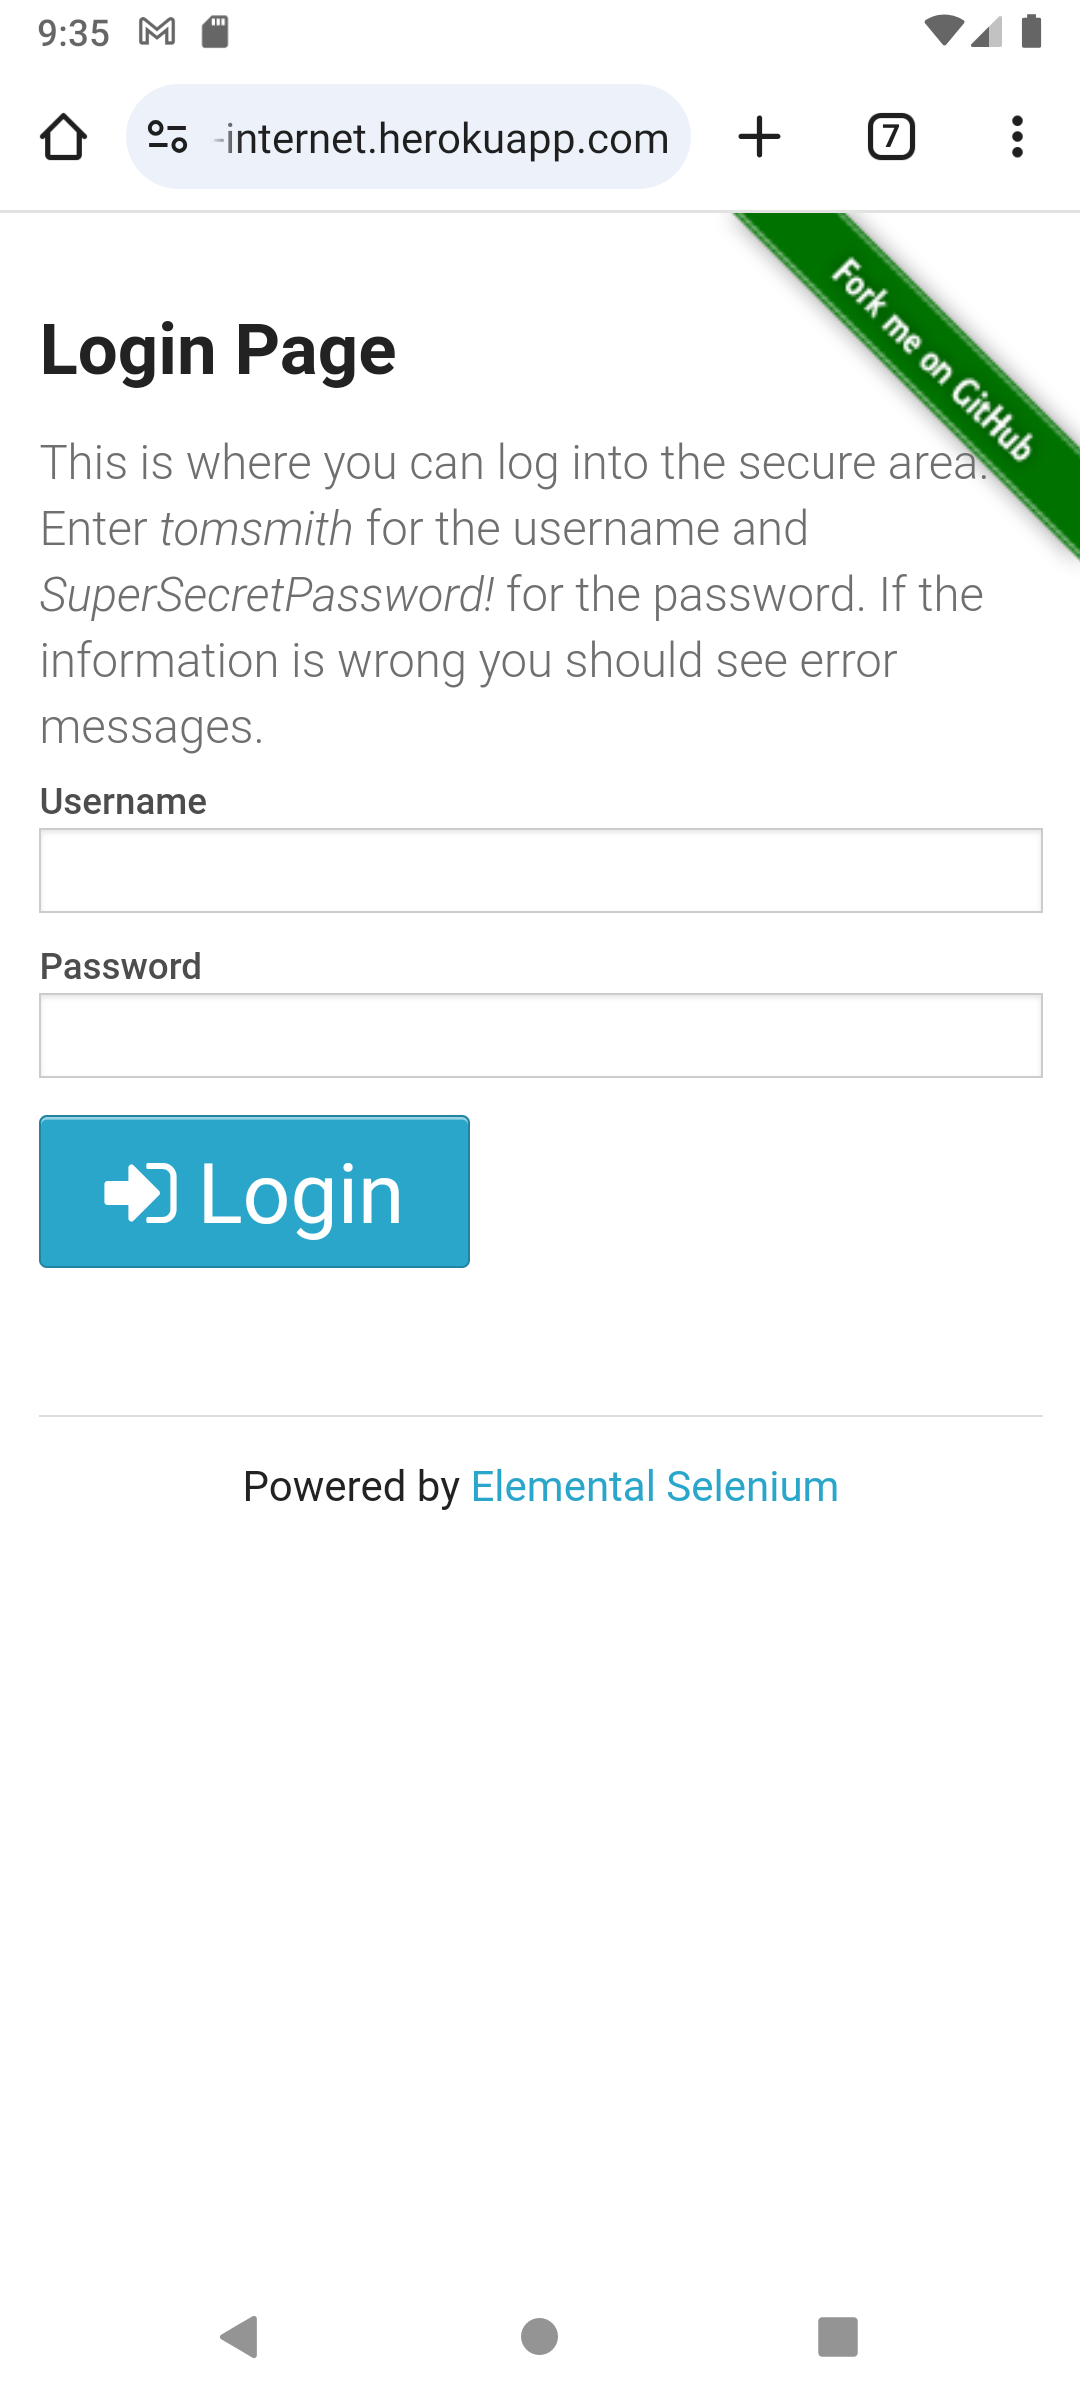 9:35
-internet.herokuapp.com
7
Fork me on GitHub
Login Page
This is where you can log into the secure area.
Enter tomsmith for the username and
SuperSecretPassword! for the password. If the
information is wrong you should see error
messages.
Username
Password
Login
Powered by Elemental Selenium